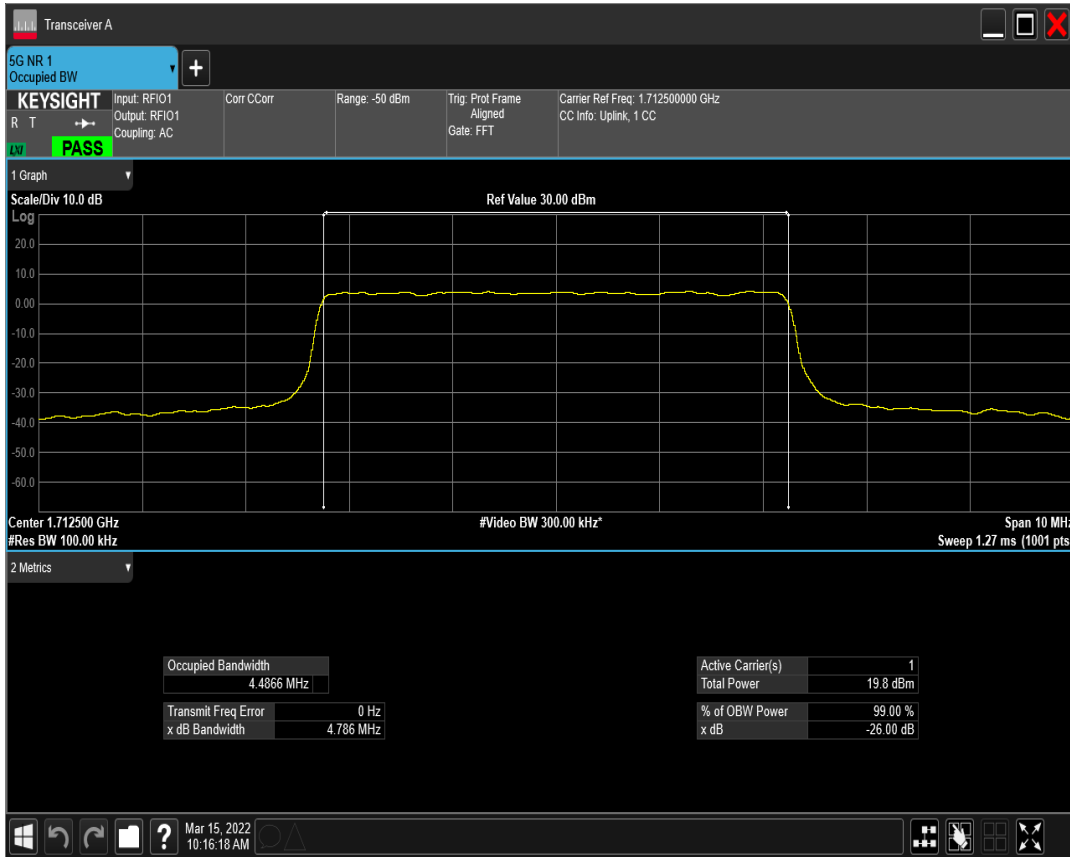 Transceiver A
5G NR 1
Occupied BW
+
KEYSIGHT
R T
LXI
PASS
Input: RFIO1
Output: RFIO1
Coupling: AC
Corr CCorr
Range: -50 dBm
Trig: Prot Frame
Aligned
Gate: FFT
Carrier Ref Freq: 1.712500000 GHz
CC Info: Uplink, 1 CC
1 Graph
Scale/Div 10.0 dB
Ref Value 30.00 dBm
Log
20.0
10.0
0.00
-10.0
-20.0
-30.0
-40.0
-50.0
-60.0
Center 1.712500 GHz
#Video BW 300.00 kHz*
Span 10 MHz
#Res BW 100.00 kHz
Sweep 1.27 ms (1001 pts
2 Metrics
Occupied Bandwidth
4.4866 MHz
Transmit Freq Error 0 Hz
x dB Bandwidth 4.786 MHz
Active Carrier(s) 1
Total Power 19.8 dBm
% of OBW Power 99.00 %
x dB -26.00 dB
?
Mar 15, 2022
10:16:18 AM